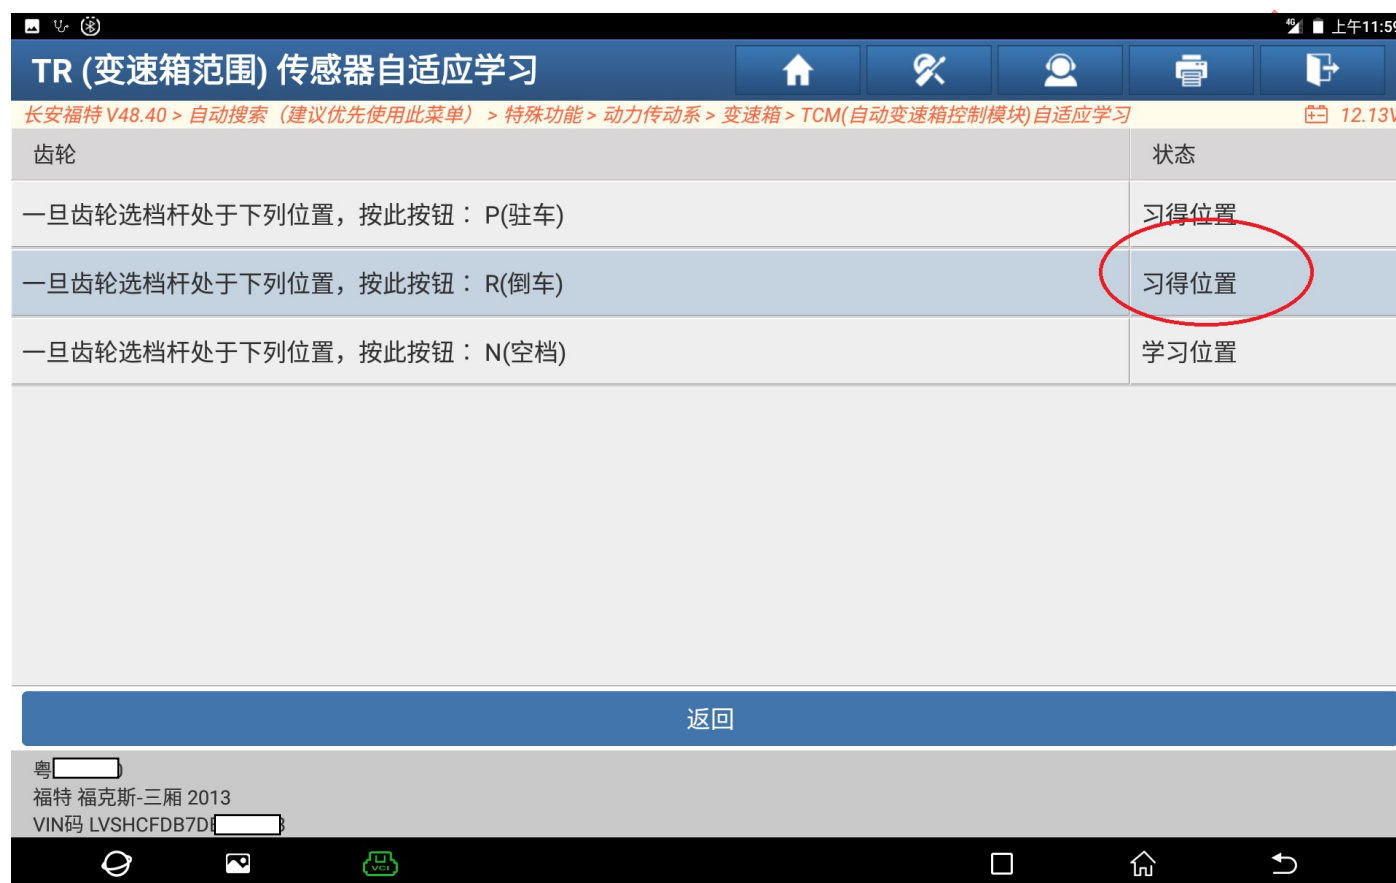 4G 上午11:59
TR (变速箱范围) 传感器自适应学习
长安福特 V48.40 > 自动搜索（建议优先使用此菜单） > 特殊功能 > 动力传动系 > 变速箱 > TCM(自动变速箱控制模块)自适应学习 12.13V
齿轮 状态
一旦齿轮选档杆处于下列位置，按此按钮： P(驻车) 习得位置
一旦齿轮选档杆处于下列位置，按此按钮： R(倒车) 习得位置
一旦齿轮选档杆处于下列位置，按此按钮： N(空档) 学习位置
返回
粤
福特 福克斯-三厢 2013
VIN码 LVSHCFDB7D
VCI